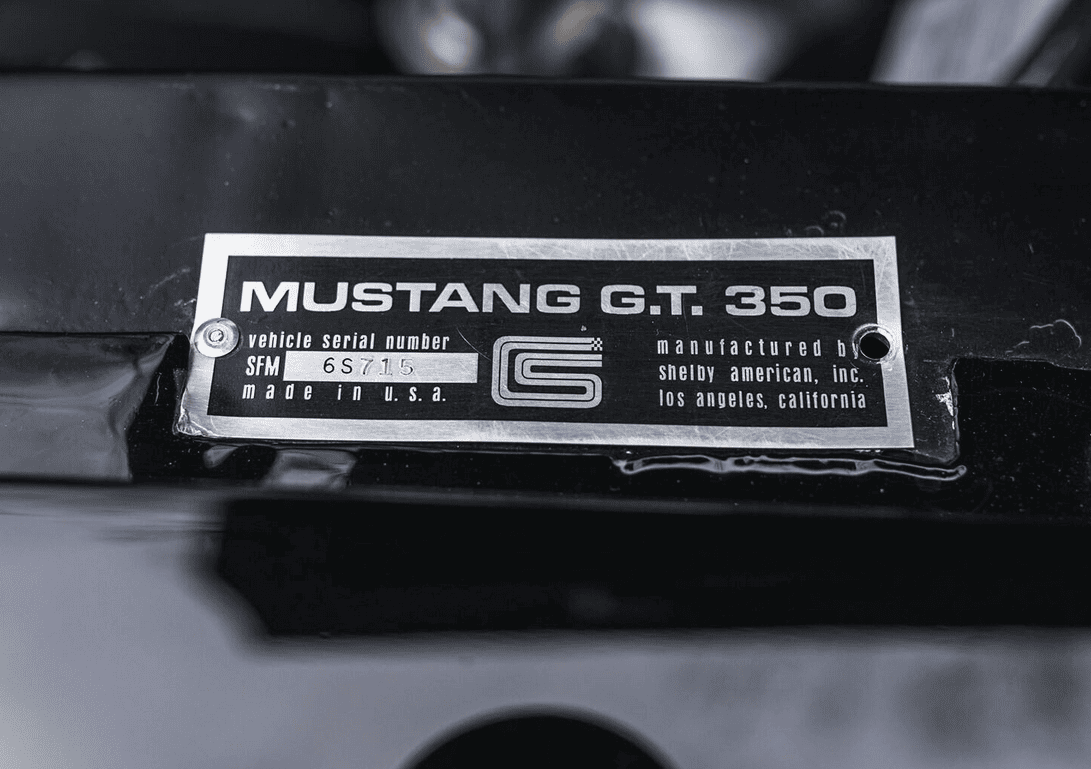 MUSTANG G.T. 350
vehicle serial number
SFM 6S715
made in u.s.a.
manufactured by
shelby american, inc.
los angeles, california